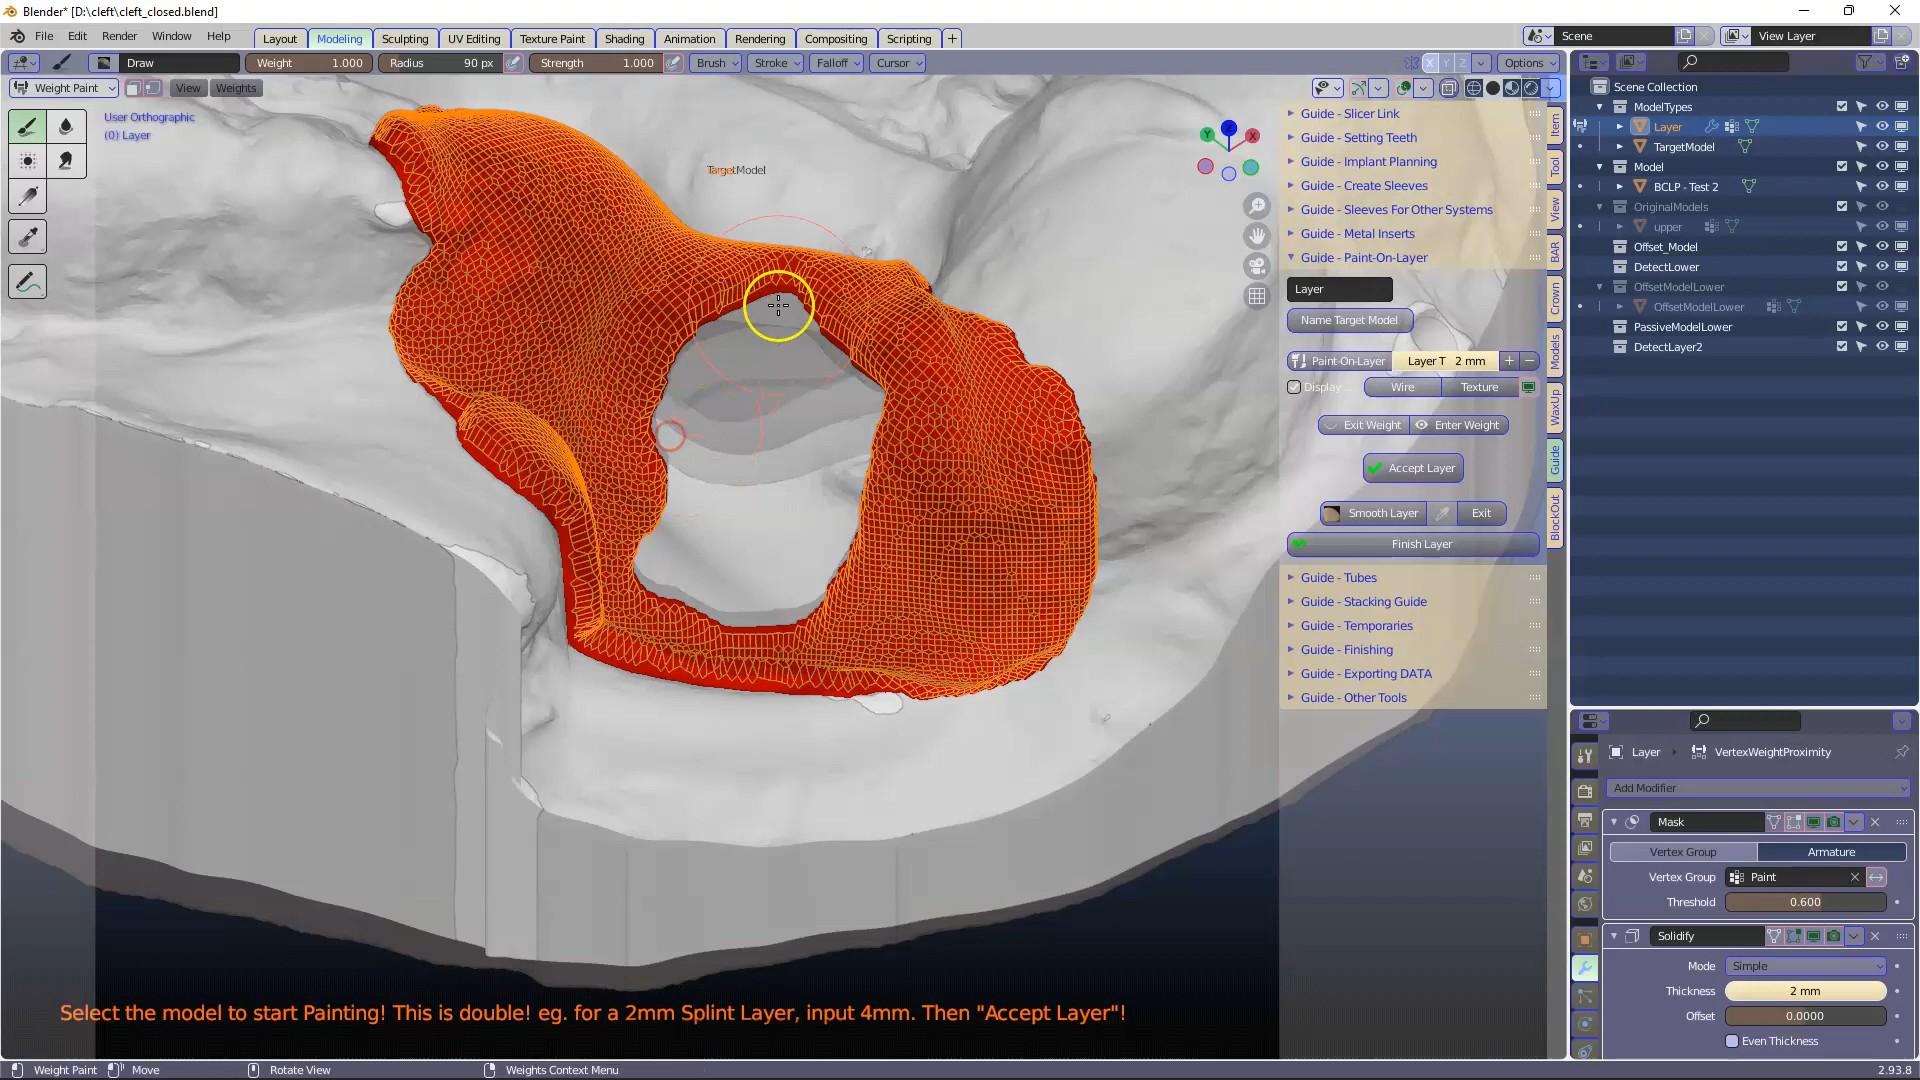 Blender* [D:\cleft\cleft_closed.blend]
File Edit Render Window Help
Layout Modeling Sculpting UV Editing Texture Paint Shading Animation Rendering Compositing Scripting +
Scene View Layer
Draw Weight 1.000 Radius 90 px Strength 1.000 Brush Stroke Falloff Cursor X Y Z Options
Weight Paint View Weights
User Orthographic
(0) Layer
TargetModel
Z
Y X
Guide - Slicer Link
Guide - Setting Teeth
Guide - Implant Planning
Guide - Create Sleeves
Guide - Sleeves For Other Systems
Guide - Metal Inserts
Guide - Paint-On-Layer
Layer
Name Target Model
Paint-On-Layer Layer T 2 mm + −
Display ... Wire Texture
Exit Weight Enter Weight
Accept Layer
Smooth Layer Exit
Finish Layer
Guide - Tubes
Guide - Stacking Guide
Guide - Temporaries
Guide - Finishing
Guide - Exporting DATA
Guide - Other Tools
Item
Tool
View
BAR
Crown
Models
WaxUp
Guide
BlockOut
Scene Collection
ModelTypes
Layer
TargetModel
Model
BCLP - Test 2
OriginalModels
upper
Offset_Model
DetectLower
OffsetModelLower
OffsetModelLower
PassiveModelLower
DetectLayer2
Layer VertexWeightProximity
Add Modifier
Mask
Vertex Group Armature
Vertex Group Paint
Threshold 0.600
Solidify
Mode Simple
Thickness 2 mm
Offset 0.0000
Even Thickness
Select the model to start Painting! This is double! eg. for a 2mm Splint Layer, input 4mm. Then "Accept Layer"!
Weight Paint Move Rotate View Weights Context Menu 2.93.8